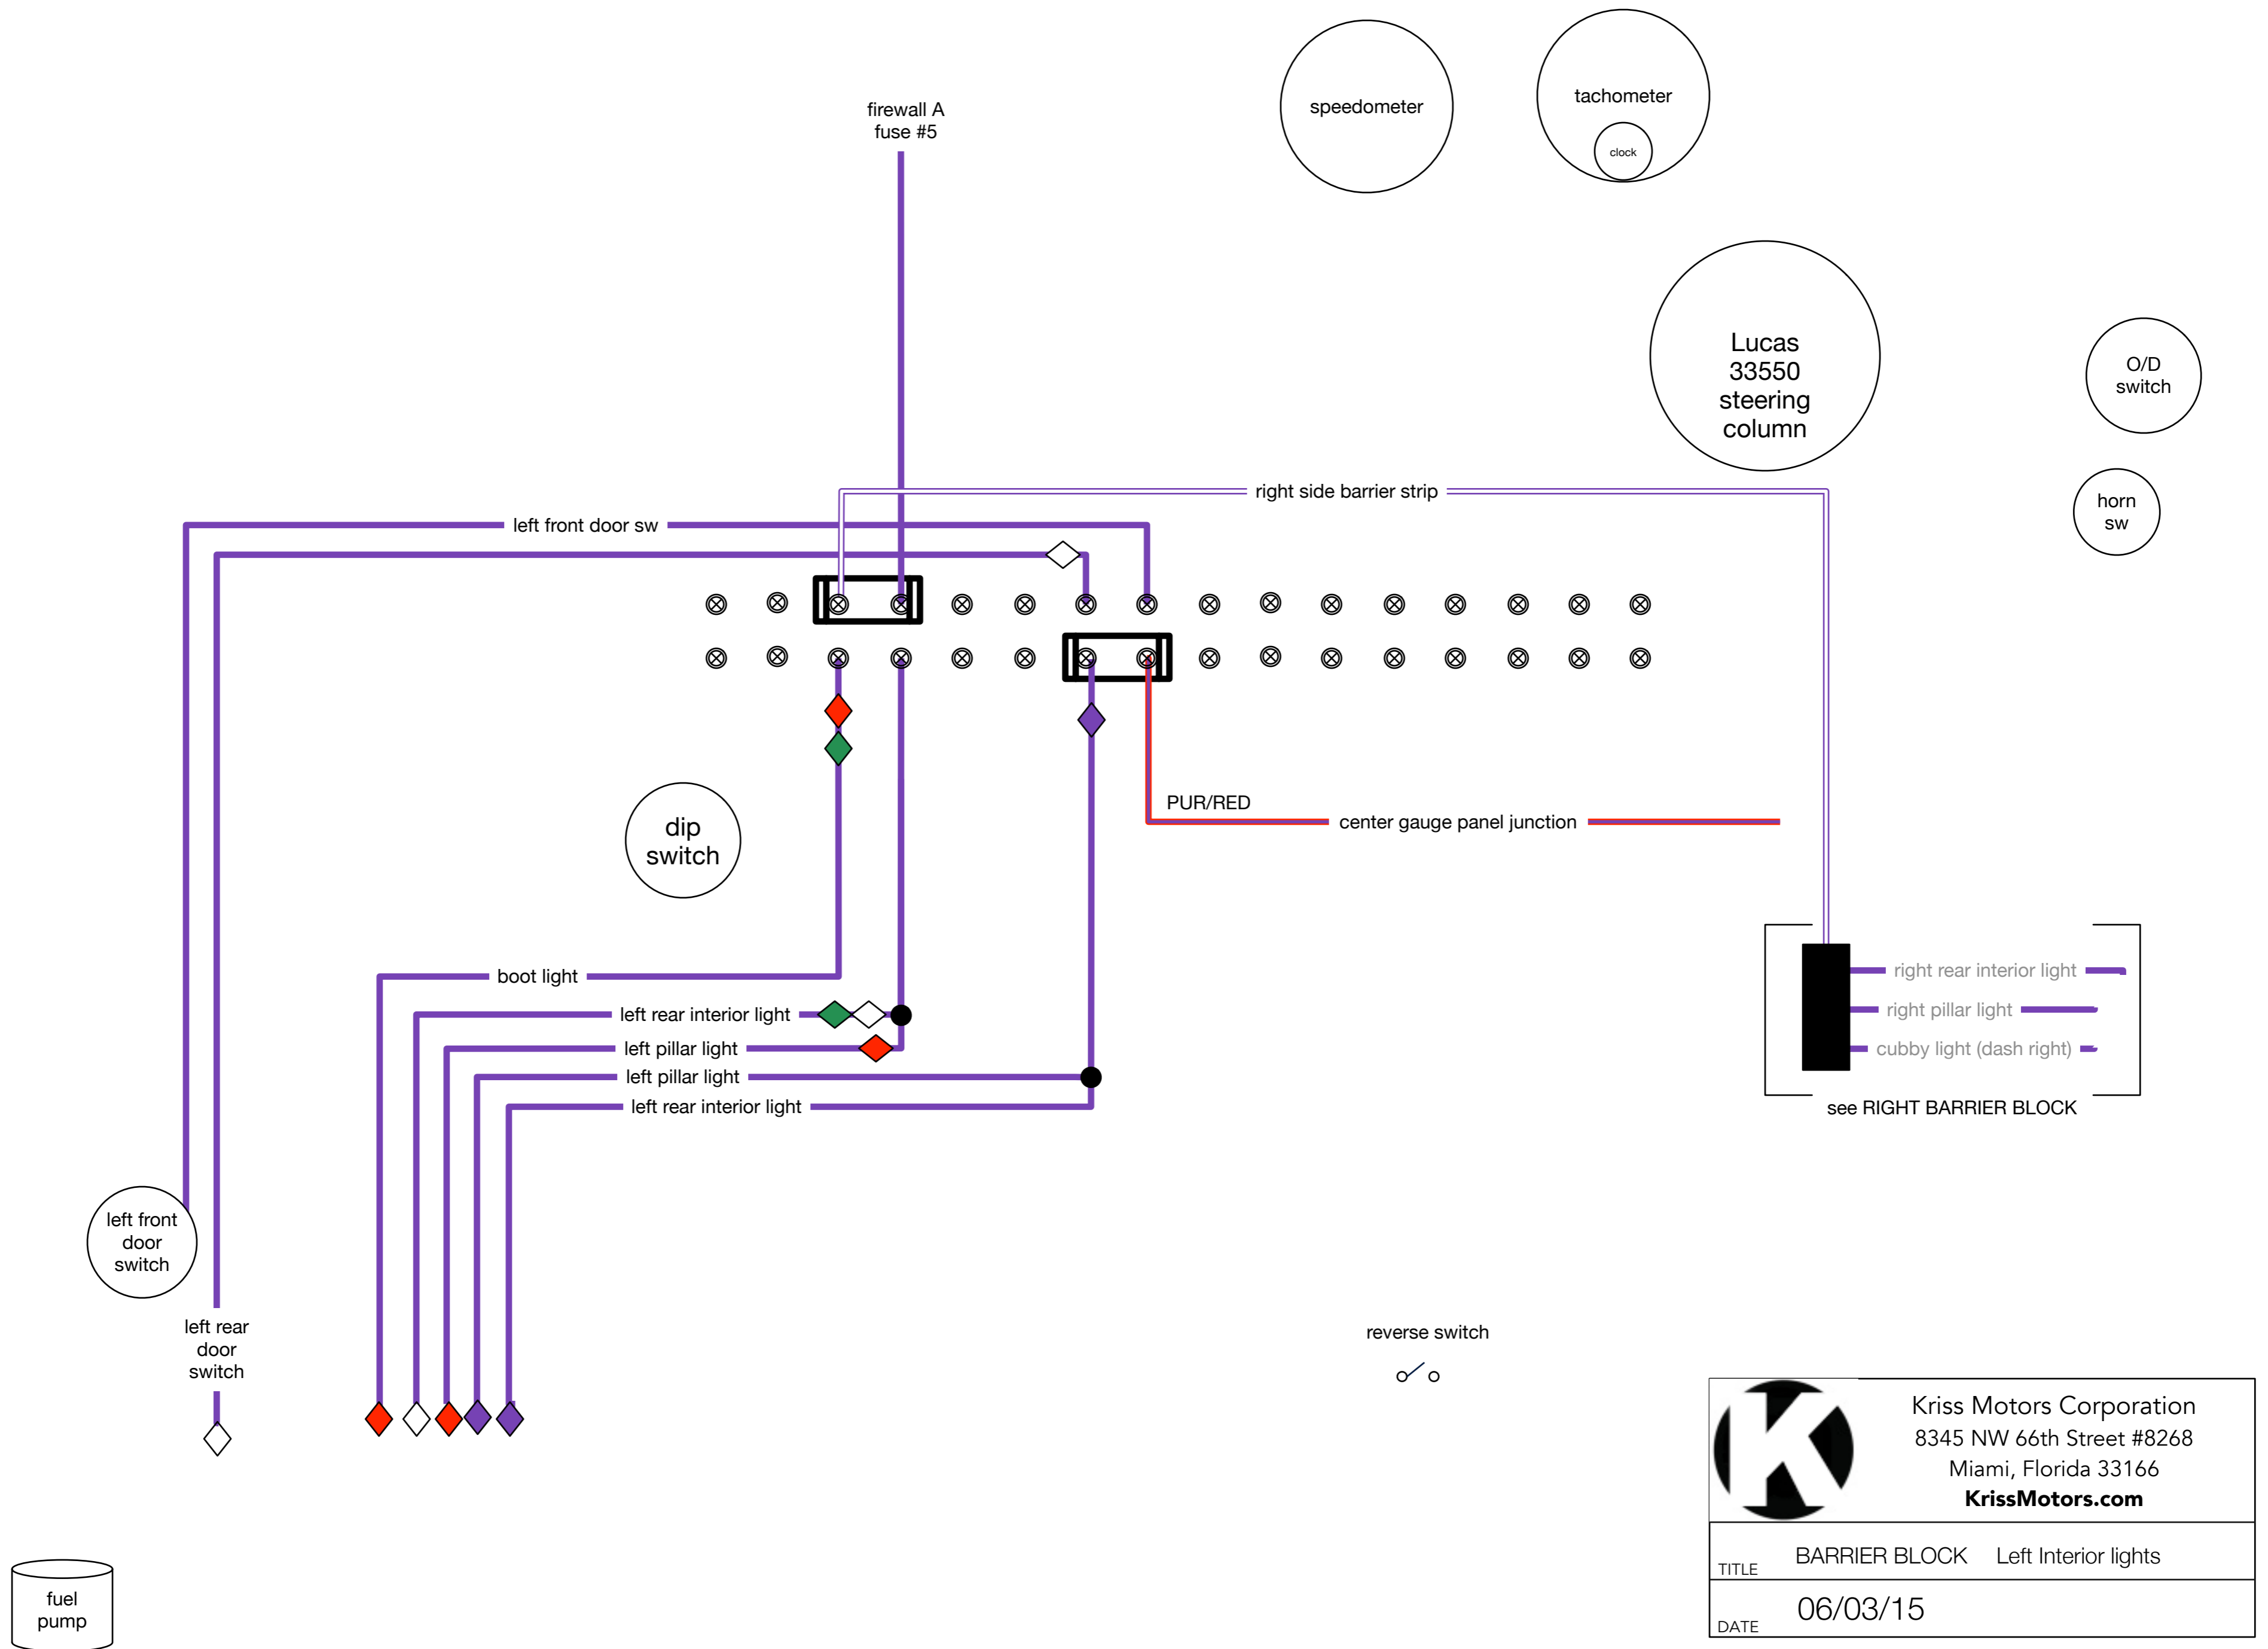 firewall A
fuse #5
speedometer
tachometer
clock
Lucas
33550
steering
column
O/D
switch
horn
sw
right side barrier strip
left front door sw
dip
switch
PUR/RED
center gauge panel junction
boot light
left rear interior light
left pillar light
left pillar light
left rear interior light
right rear interior light
right pillar light
cubby light (dash right)
see RIGHT BARRIER BLOCK
left front
door
switch
left rear
door
switch
reverse switch
fuel
pump
K
Kriss Motors Corporation
8345 NW 66th Street #8268
Miami, Florida 33166
KrissMotors.com
TITLE BARRIER BLOCK Left Interior lights
DATE 06/03/15